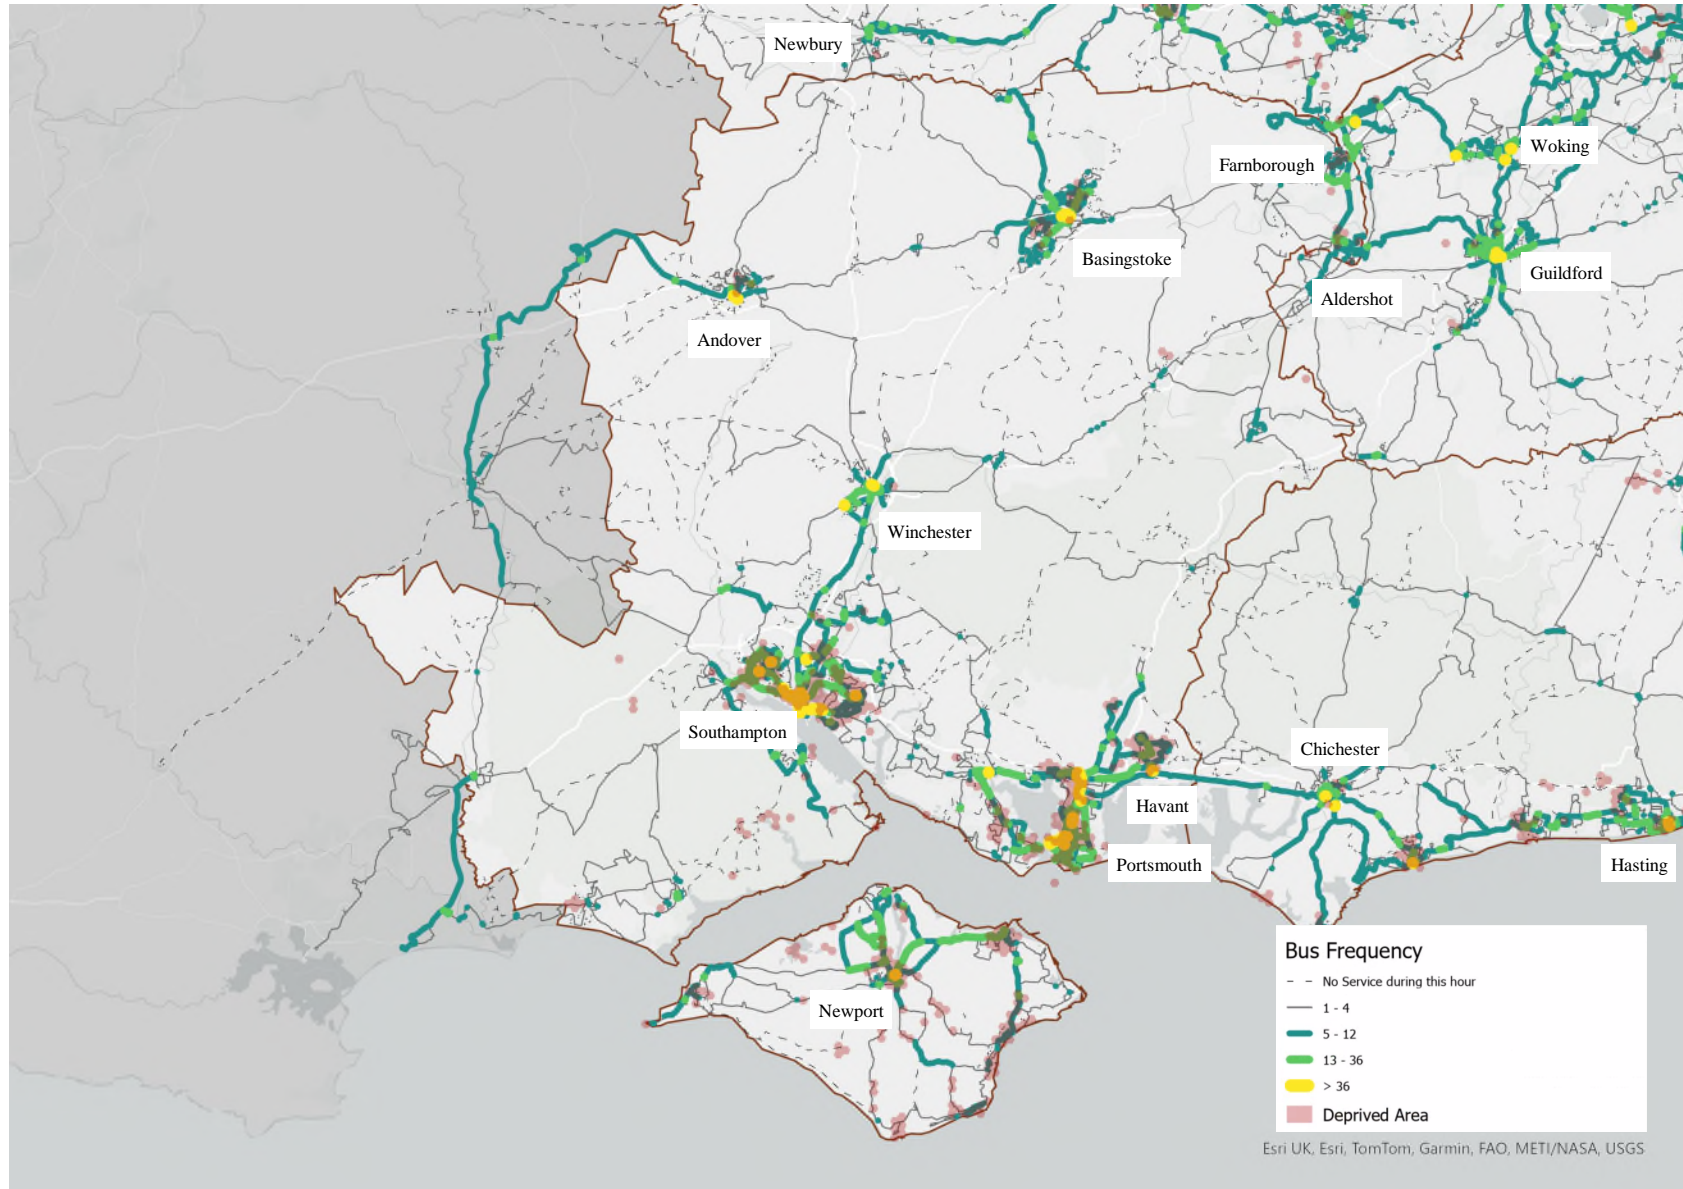 Newbury
Woking
Farnborough
Basingstoke
Guildford
Aldershot
Andover
Winchester
Southampton
Chichester
Havant
Portsmouth
Hasting
Newport
Bus Frequency
No Service during this hour
1 - 4
5 - 12
13 - 36
> 36
Deprived Area
Esri UK, Esri, TomTom, Garmin, FAO, METI/NASA, USGS